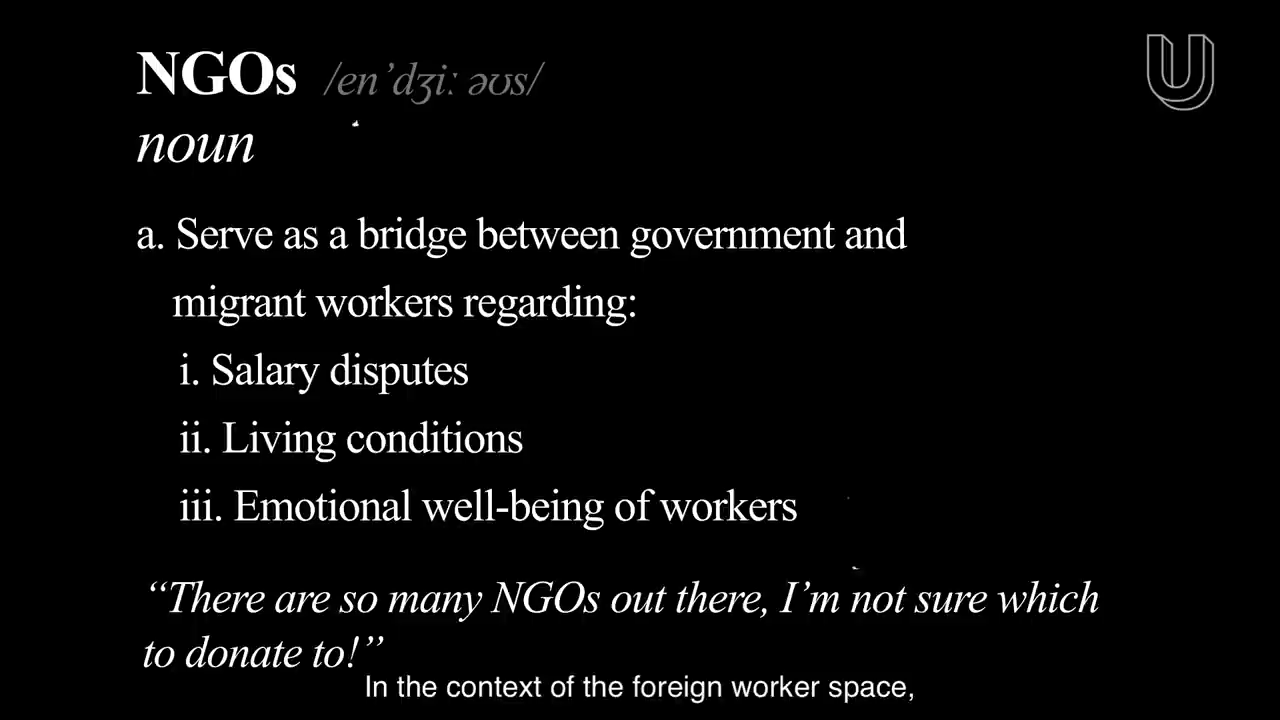 NGOs /en’dʒiː əʊs/
noun
a. Serve as a bridge between government and
migrant workers regarding:
i. Salary disputes
ii. Living conditions
iii. Emotional well-being of workers
“There are so many NGOs out there, I’m not sure which
to donate to!”
In the context of the foreign worker space,